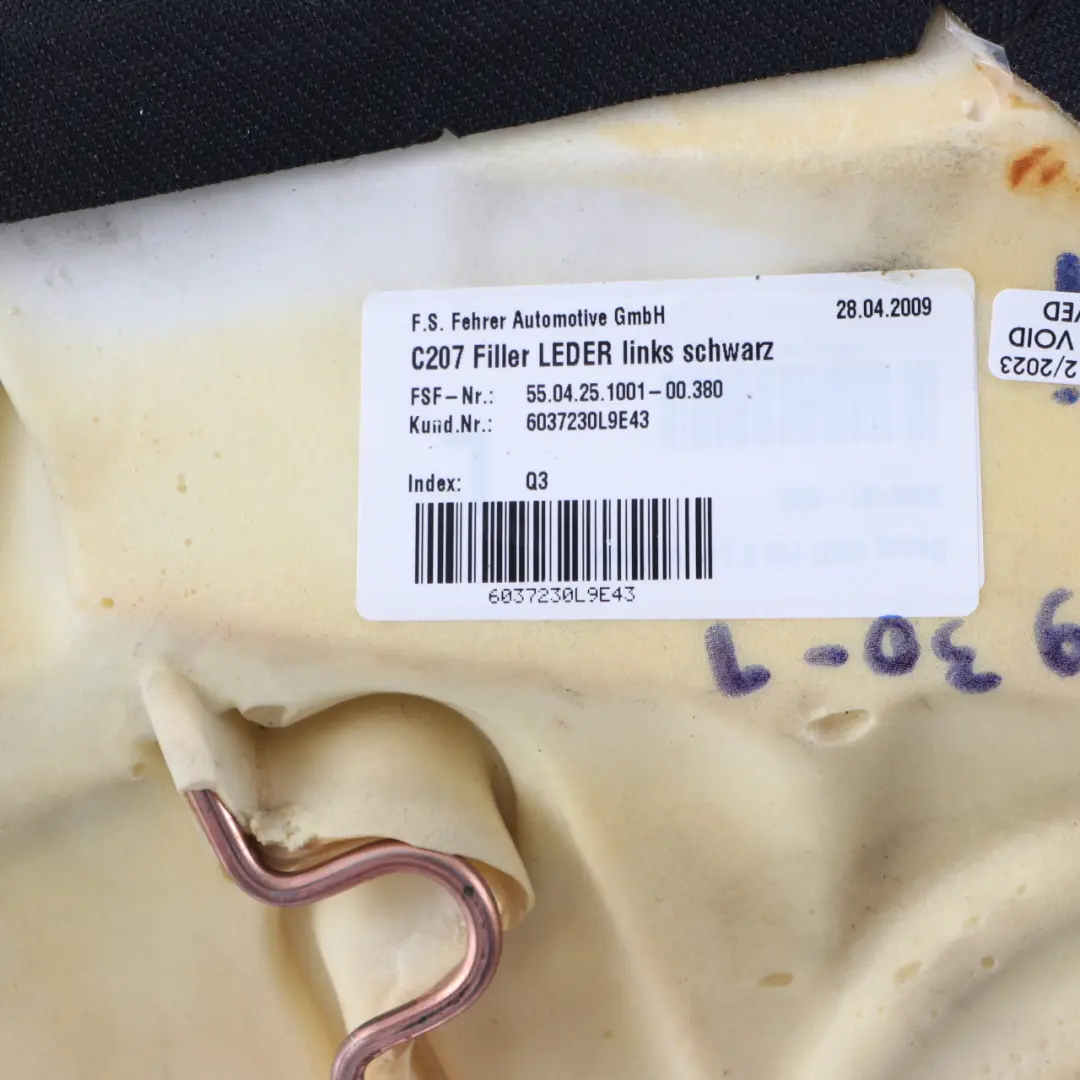 F.S. Fehrer Automotive GmbH 28.04.2009
C207 Filler LEDER links schwarz
FSF-Nr.: 55.04.25.1001-00.380
Kund.Nr.: 6037230L9E43
Index: Q3
6037230L9E43
VOID
2/2023